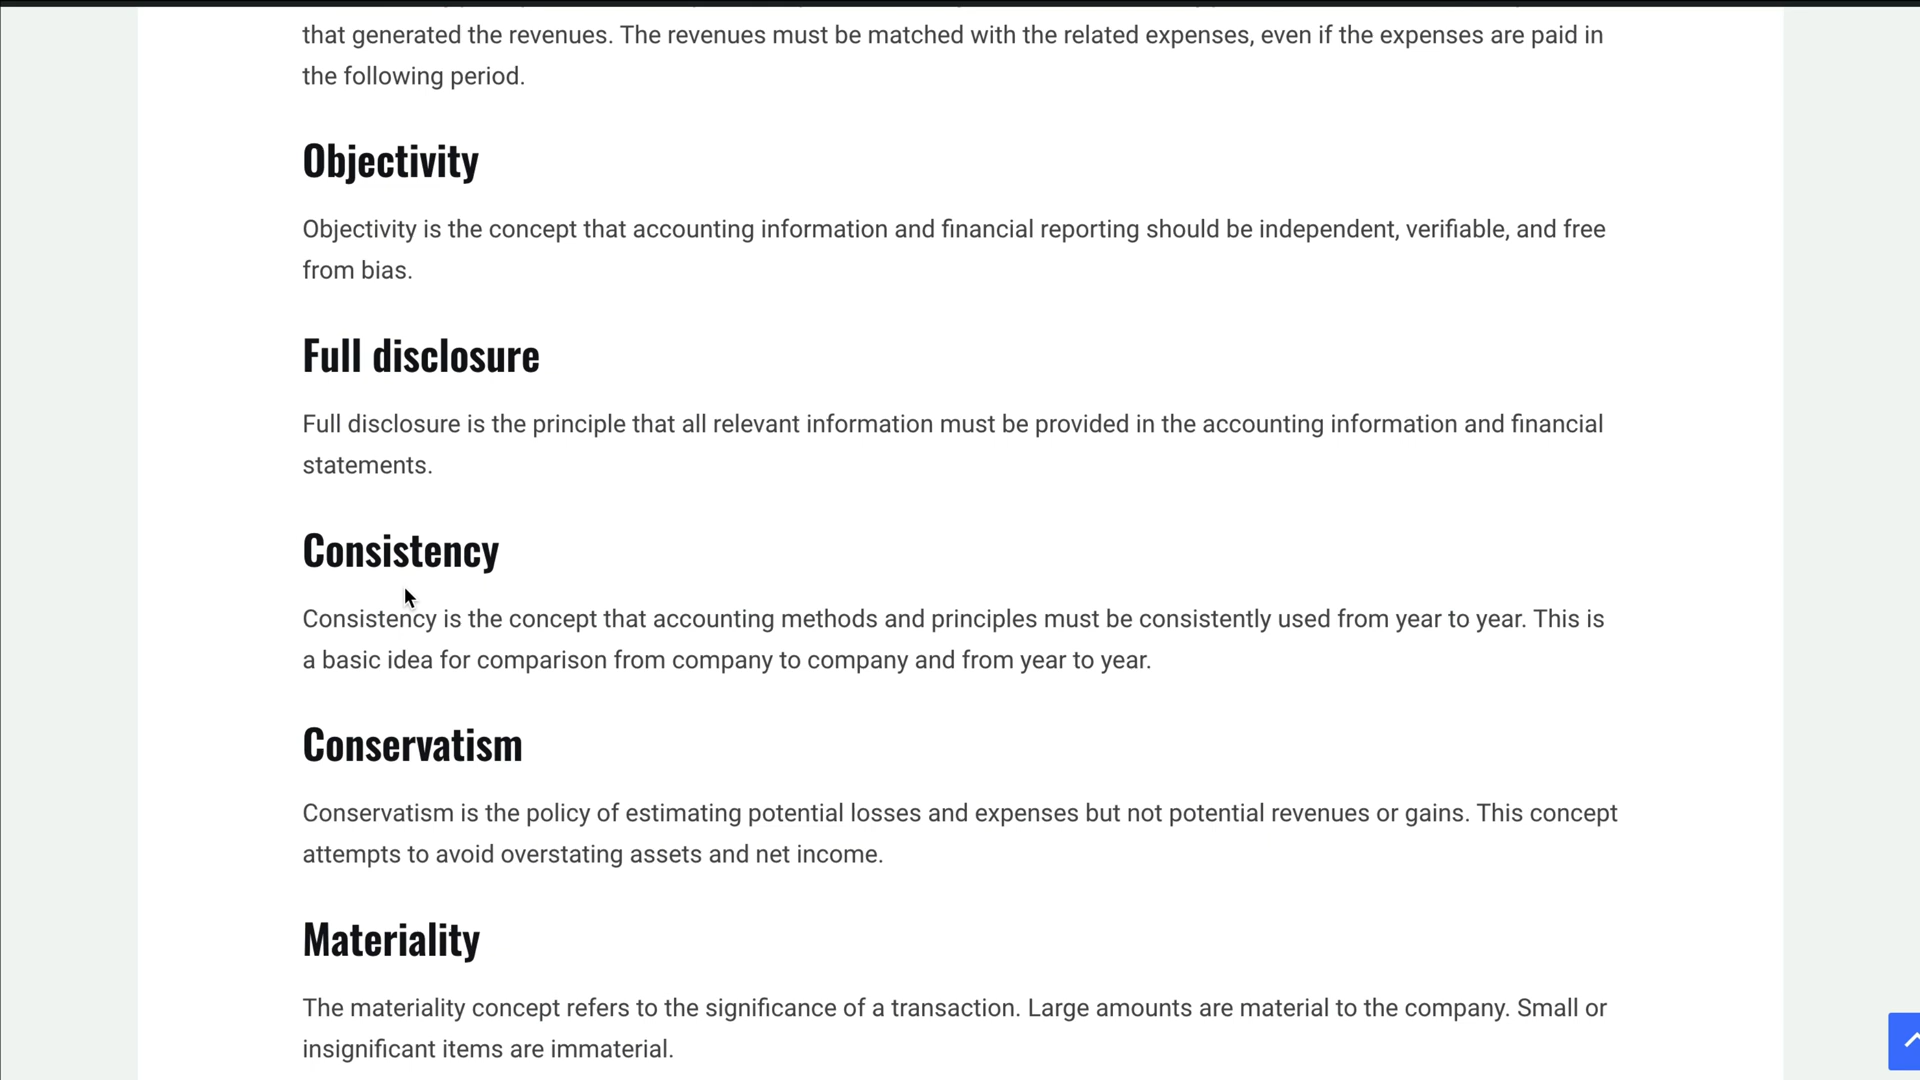 that generated the revenues. The revenues must be matched with the related expenses, even if the expenses are paid in
the following period.
Objectivity
Objectivity is the concept that accounting information and financial reporting should be independent, verifiable, and free
from bias.
Full disclosure
Full disclosure is the principle that all relevant information must be provided in the accounting information and financial
statements.
Consistency
Consistency is the concept that accounting methods and principles must be consistently used from year to year. This is
a basic idea for comparison from company to company and from year to year.
Conservatism
Conservatism is the policy of estimating potential losses and expenses but not potential revenues or gains. This concept
attempts to avoid overstating assets and net income.
Materiality
The materiality concept refers to the significance of a transaction. Large amounts are material to the company. Small or
insignificant items are immaterial.